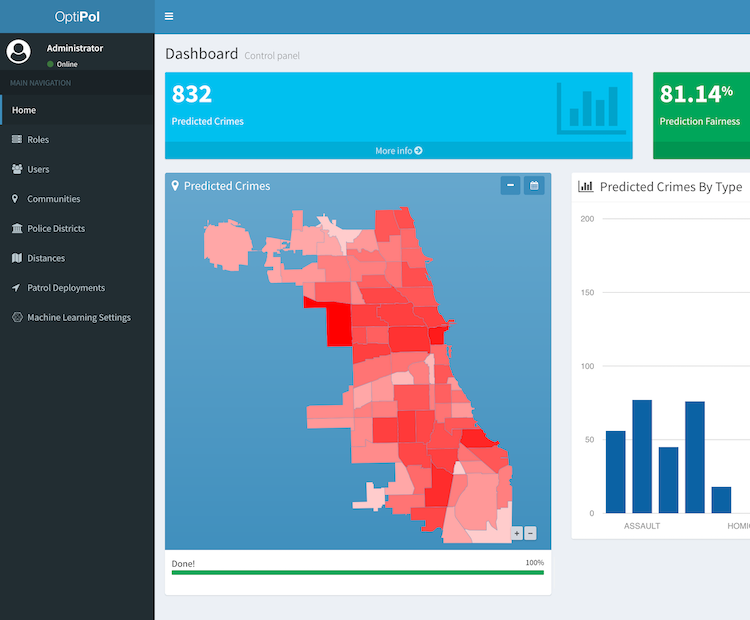 OptiPol
Administrator
Online
MAIN NAVIGATION
Home
Roles
Users
Communities
Police Districts
Distances
Patrol Deployments
Machine Learning Settings
Dashboard Control panel
832
Predicted Crimes
More info
81.14%
Prediction Fairness
Predicted Crimes
Done!
100%
Predicted Crimes By Type
200
150
100
50
0
ASSAULT
HOMI